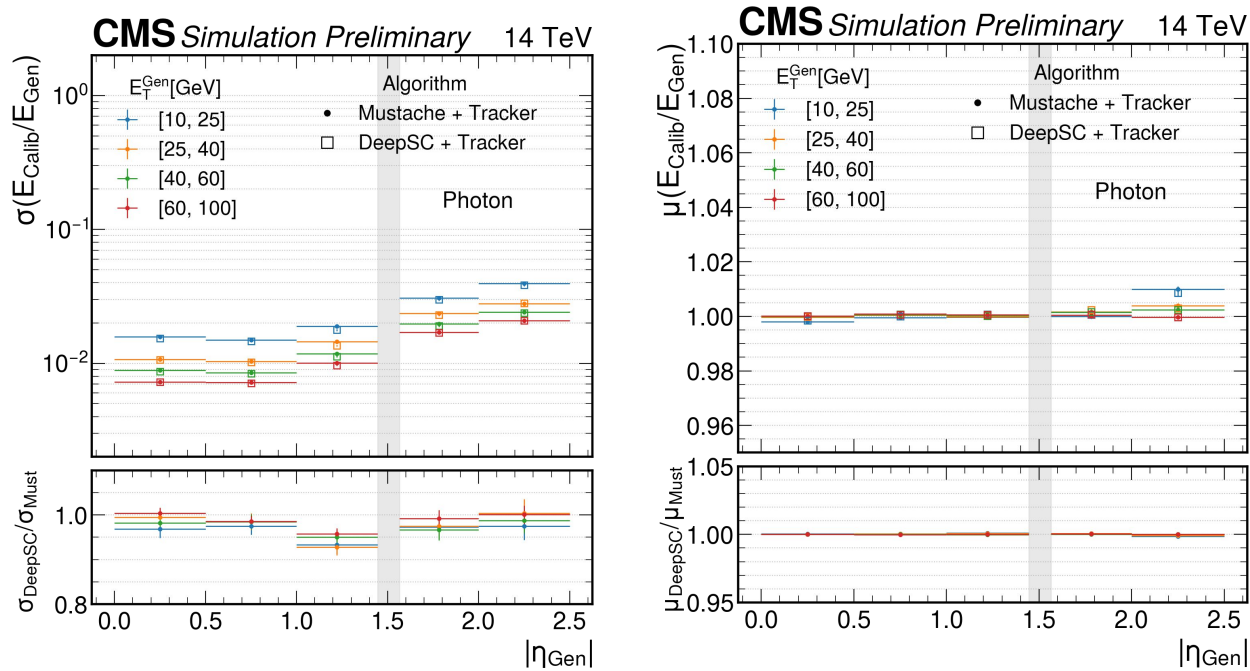 CMS Simulation Preliminary 14 TeV
σ(E_Calib/E_Gen)
10⁰
10⁻¹
10⁻²
E_T^Gen[GeV]
[10, 25]
[25, 40]
[40, 60]
[60, 100]
Algorithm
Mustache + Tracker
DeepSC + Tracker
Photon
σ_DeepSC/σ_Must
1.0
0.8
0.0 0.5 1.0 1.5 2.0 2.5
|η_Gen|
CMS Simulation Preliminary 14 TeV
μ(E_Calib/E_Gen)
1.10
1.08
1.06
1.04
1.02
1.00
0.98
0.96
E_T^Gen[GeV]
[10, 25]
[25, 40]
[40, 60]
[60, 100]
Algorithm
Mustache + Tracker
DeepSC + Tracker
Photon
μ_DeepSC/μ_Must
1.05
1.00
0.95
0.0 0.5 1.0 1.5 2.0 2.5
|η_Gen|